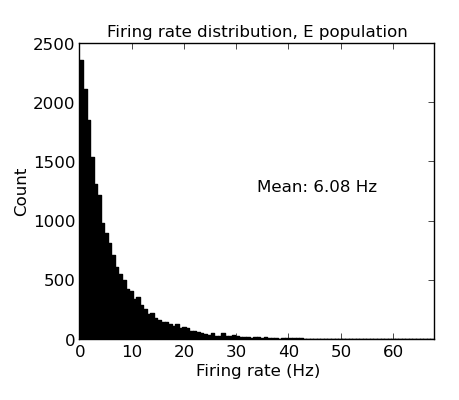 Firing rate distribution, E population
2500
2000
1500
1000
500
0
Count
Mean: 6.08 Hz
0 10 20 30 40 50 60
Firing rate (Hz)